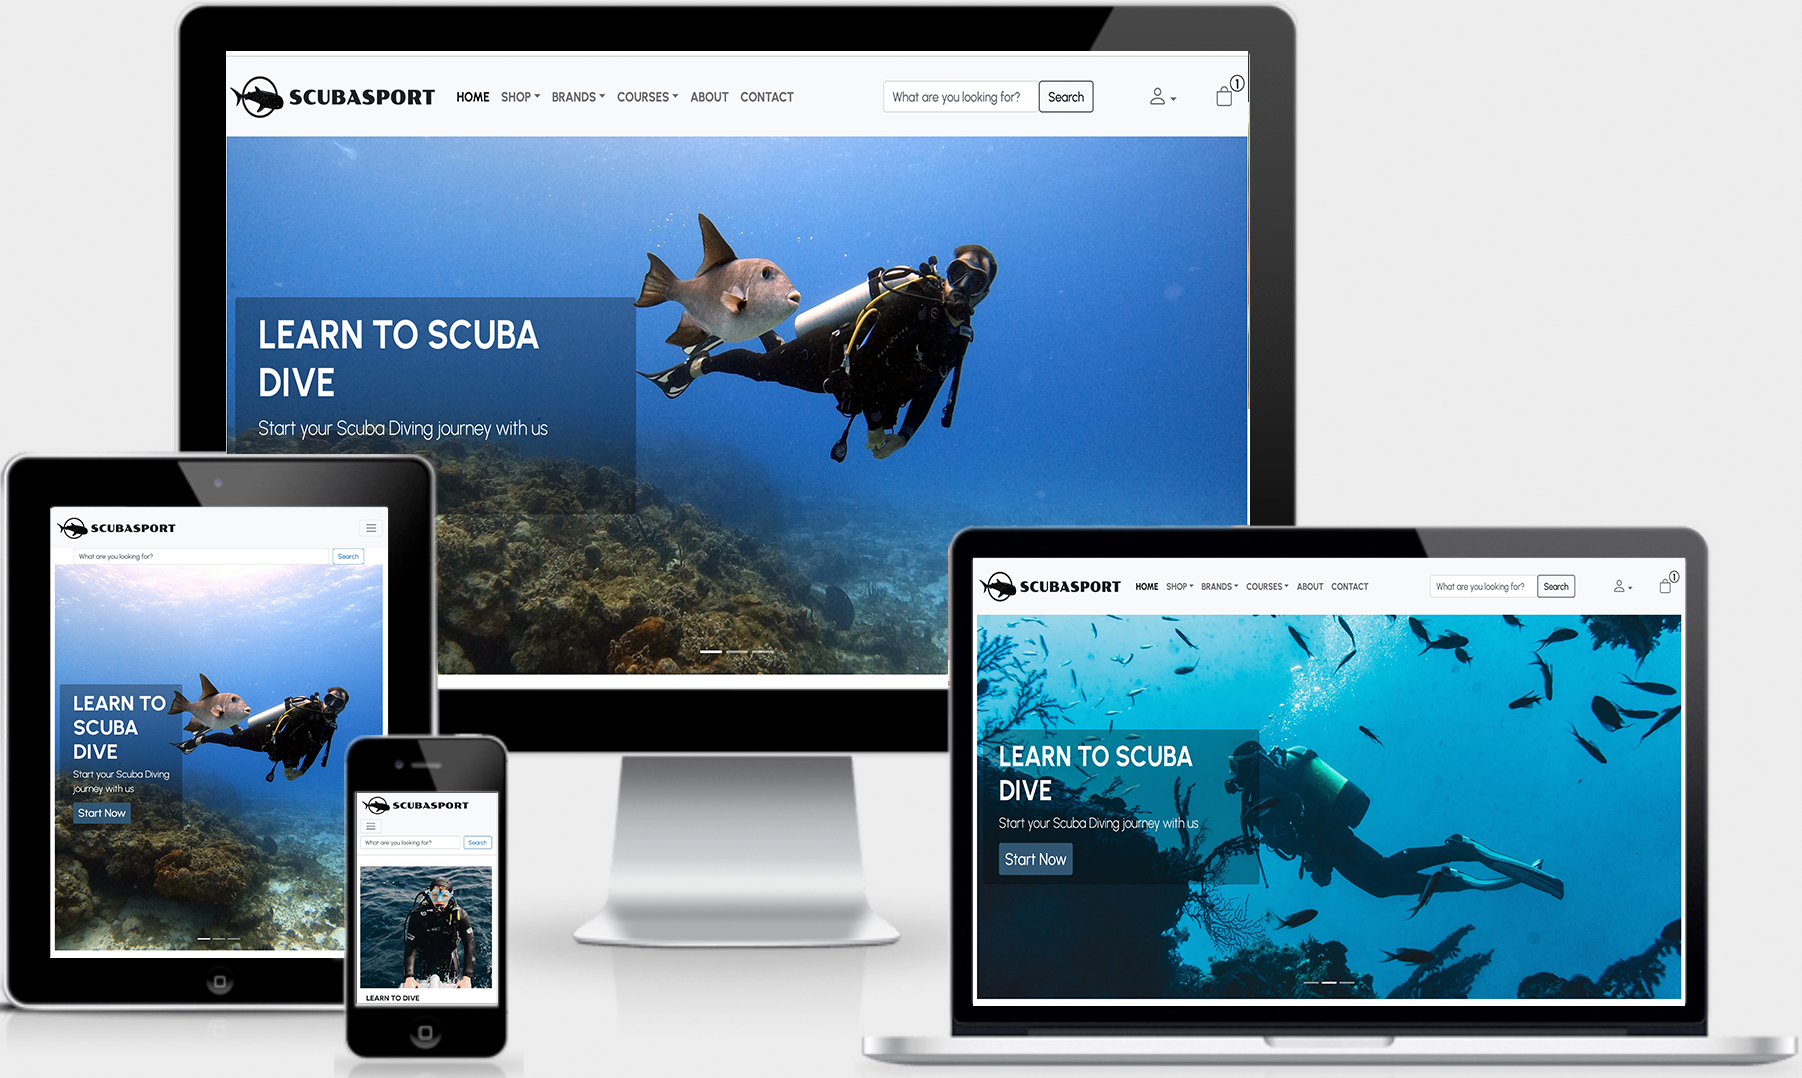 SCUBASPORT HOME SHOP BRANDS COURSES ABOUT CONTACT What are you looking for? Search 1
LEARN TO SCUBA
DIVE
Start your Scuba Diving journey with us
SCUBASPORT
What are you looking for? Search
LEARN TO
SCUBA
DIVE
Start your Scuba Diving
journey with us
Start Now
SCUBASPORT
What are you looking for? Search
LEARN TO DIVE
SCUBASPORT HOME SHOP BRANDS COURSES ABOUT CONTACT What are you looking for? Search 1
LEARN TO SCUBA
DIVE
Start your Scuba Diving journey with us
Start Now